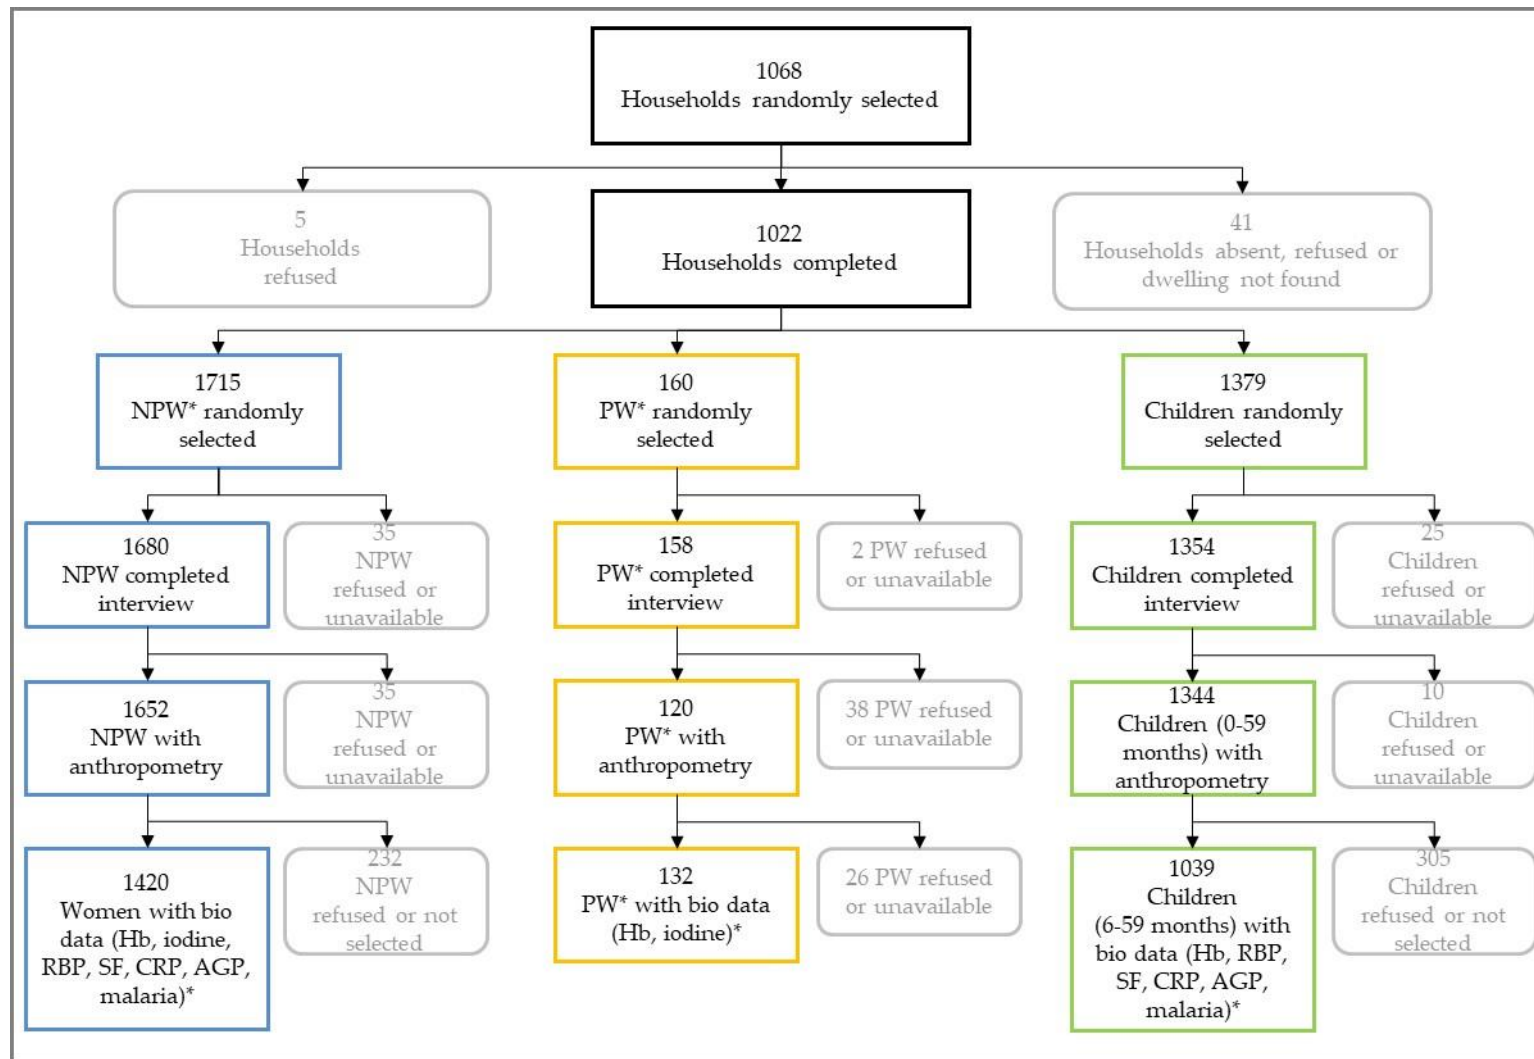 1068
Households randomly selected
5
Households
refused
1022
Households completed
41
Households absent, refused or
dwelling not found
1715
NPW* randomly
selected
160
PW* randomly
selected
1379
Children randomly
selected
1680
NPW completed
interview
35
NPW
refused or
unavailable
158
PW* completed
interview
2 PW refused
or unavailable
1354
Children completed
interview
25
Children
refused or
unavailable
1652
NPW with
anthropometry
35
NPW
refused or
unavailable
120
PW* with
anthropometry
38 PW refused
or unavailable
1344
Children (0-59
months) with
anthropometry
10
Children
refused or
unavailable
1420
Women with bio
data (Hb, iodine,
RBP, SF, CRP, AGP,
malaria)*
232
NPW
refused or not
selected
132
PW* with bio data
(Hb, iodine)*
26 PW refused
or unavailable
1039
Children
(6-59 months) with
bio data (Hb, RBP,
SF, CRP, AGP,
malaria)*
305
Children
refused or not
selected